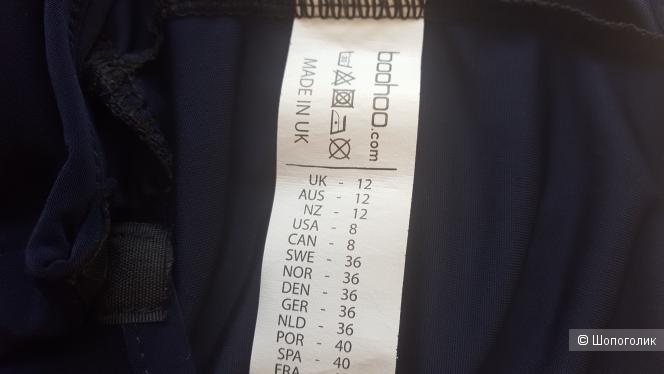 boohoo.com
MADE IN UK
UK - 12
AUS - 12
NZ - 12
USA - 8
CAN - 8
SWE - 36
NOR - 36
DEN - 36
GER - 36
NLD - 36
POR - 40
SPA - 40
FRA
© Шопоголик